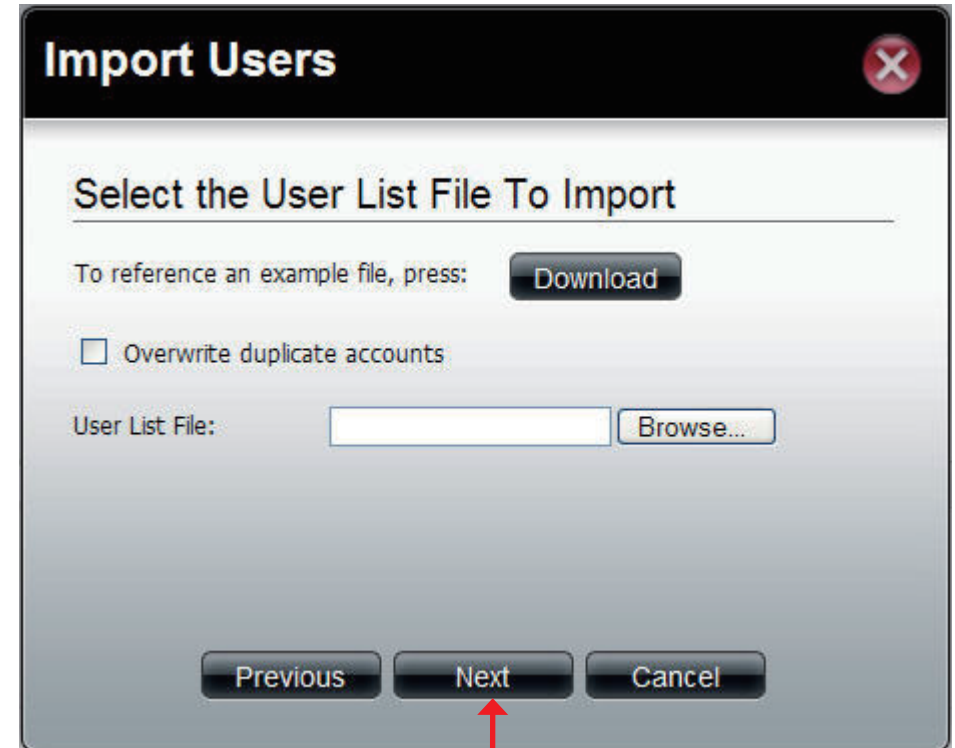 Import Users
Select the User List File To Import
To reference an example file, press: Download
Overwrite duplicate accounts
User List File: Browse...
Previous Next Cancel